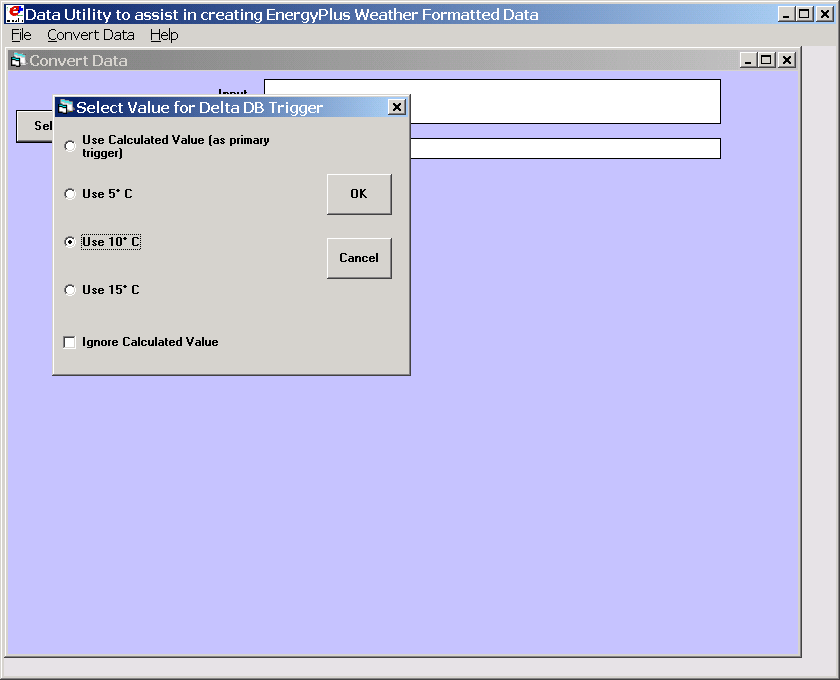 Data Utility to assist in creating EnergyPlus Weather Formatted Data
File Convert Data Help
Convert Data
Select Value for Delta DB Trigger
Use Calculated Value (as primary
trigger)
Use 5° C
OK
Use 10° C
Cancel
Use 15° C
Ignore Calculated Value